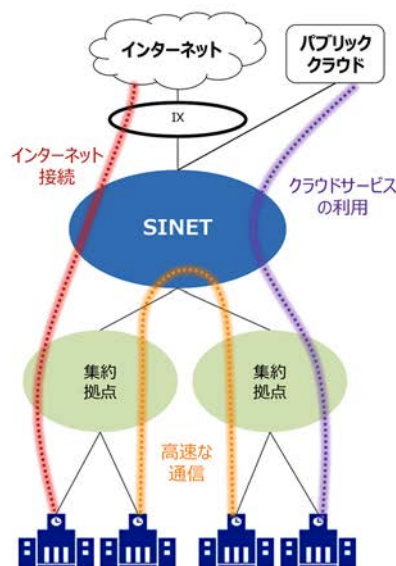 インターネット
パブリック
クラウド
IX
インターネット
接続
クラウドサービス
の利用
SINET
集約
拠点
集約
拠点
高速な
通信